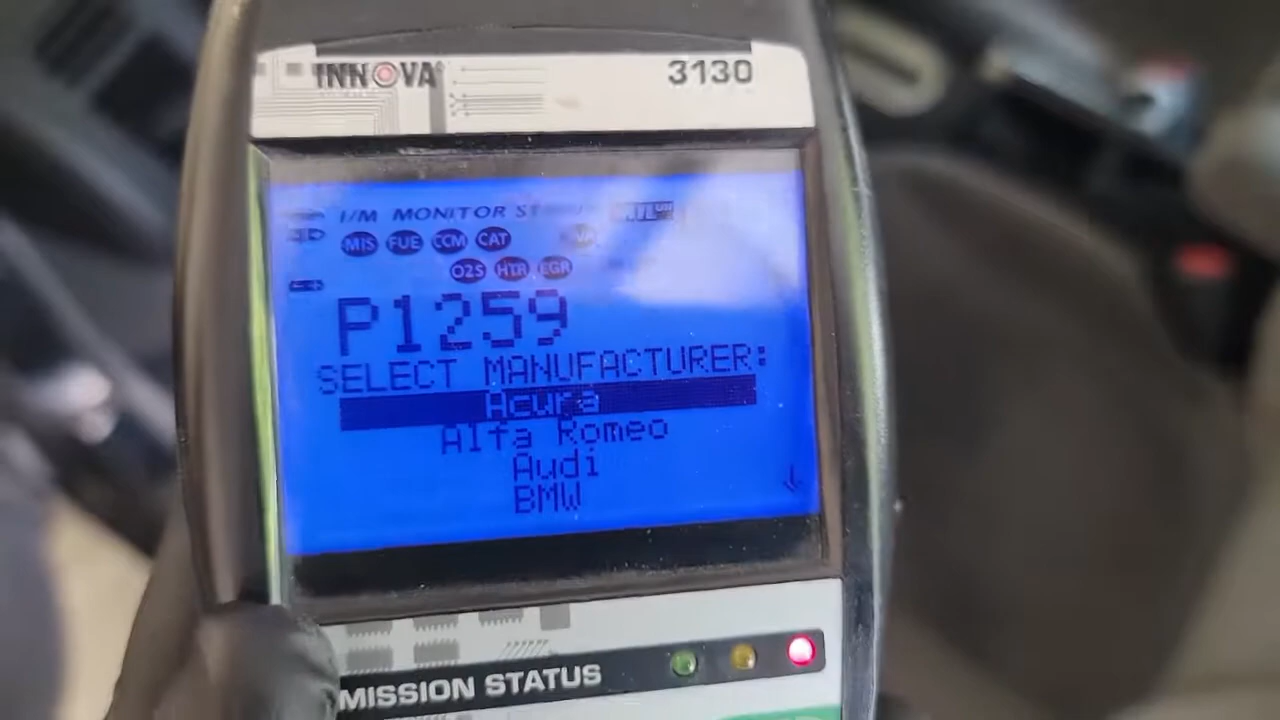 INNOVA 3130
I/M MONITOR
MIS FUE CCM CAT
O2S HTR EGR
P1259
SELECT MANUFACTURER:
Acura
Alfa Romeo
Audi
BMW
MISSION STATUS